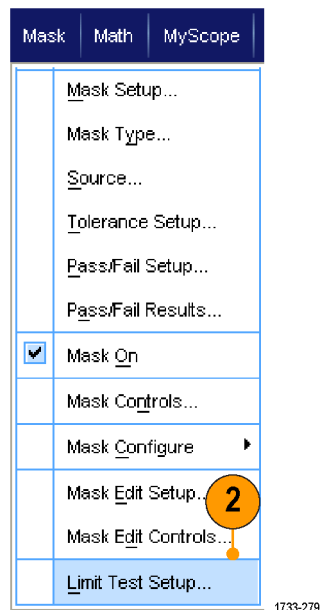 Mask Math MyScope
Mask Setup...
Mask Type...
Source...
Tolerance Setup...
Pass/Fail Setup...
Pass/Fail Results...
Mask On
Mask Controls...
Mask Configure
Mask Edit Setup..
2
Mask Edit Controls...
Limit Test Setup...
1733-279